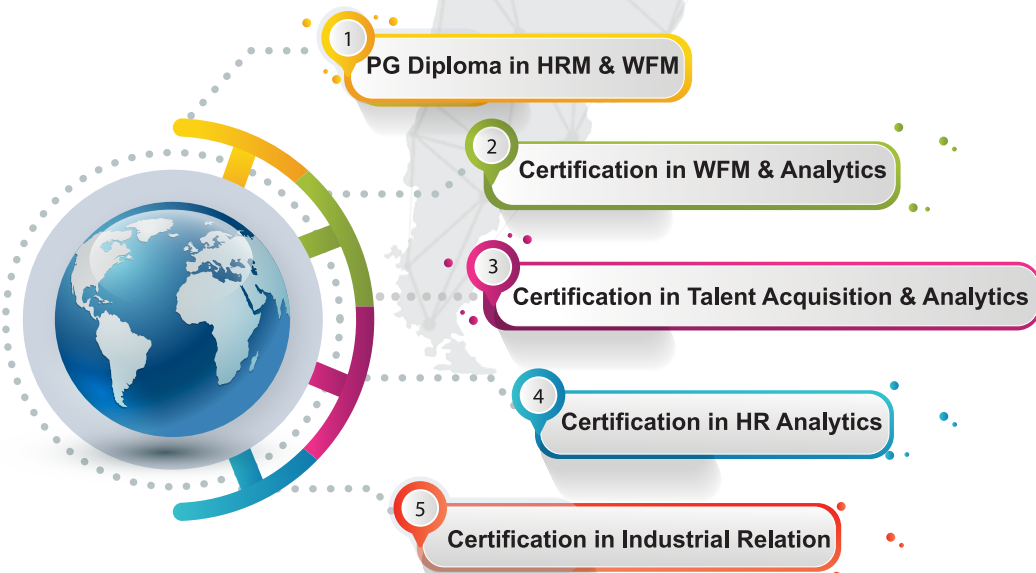 1
PG Diploma in HRM & WFM
2
Certification in WFM & Analytics
3
Certification in Talent Acquisition & Analytics
4
Certification in HR Analytics
5
Certification in Industrial Relation